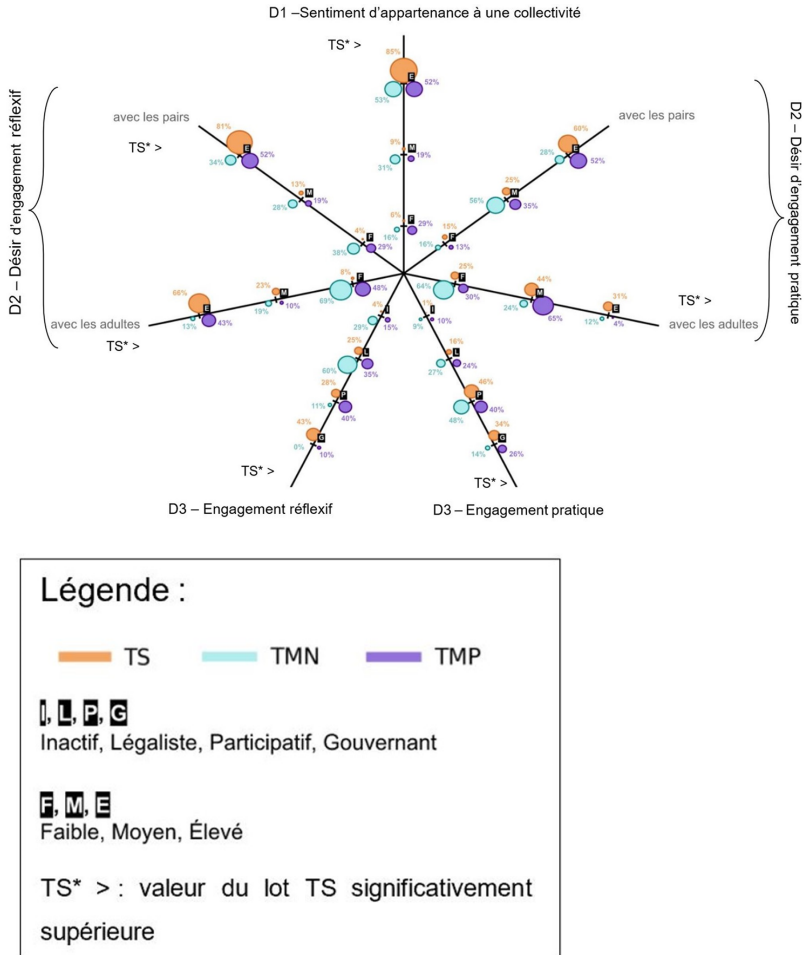 D1 –Sentiment d'appartenance à une collectivité
TS* >
85%
E
53%
52%
9%
M
31%
19%
6%
F
16%
29%
D2 – Désir d'engagement réflexif
avec les pairs
TS* >
81%
E
34%
52%
13%
M
28%
19%
4%
F
38%
29%
avec les adultes
TS* >
66%
E
13%
43%
23%
M
19%
10%
8%
F
69%
48%
D2 – Désir d'engagement pratique
avec les pairs
60%
E
28%
52%
25%
M
56%
35%
15%
F
16%
13%
avec les adultes
TS* >
25%
F
64%
30%
44%
M
24%
65%
31%
E
12%
4%
4%
I
29%
15%
25%
L
60%
35%
28%
P
11%
40%
43%
G
0%
10%
TS* >
D3 – Engagement réflexif
1%
I
9%
10%
16%
L
27%
24%
46%
P
48%
40%
34%
G
14%
26%
TS* >
D3 – Engagement pratique
Légende :
TS TMN TMP
I, L, P, G
Inactif, Légaliste, Participatif, Gouvernant
F, M, E
Faible, Moyen, Élevé
TS* > : valeur du lot TS significativement
supérieure